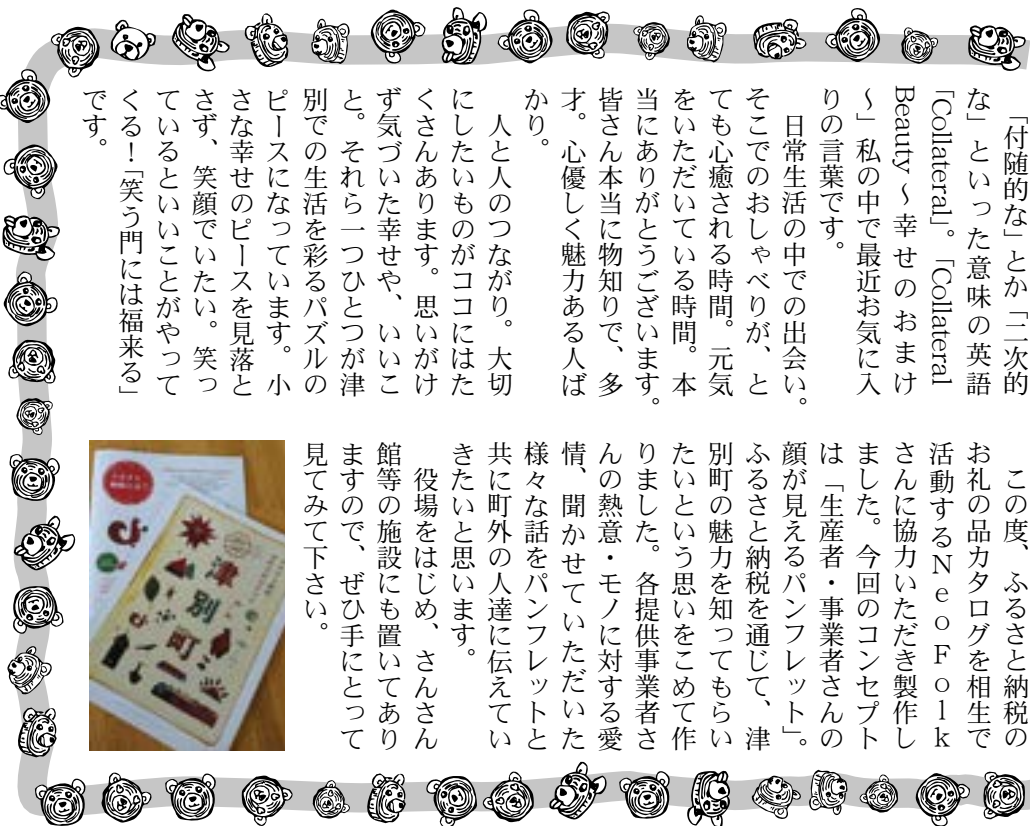 「付随的な」とか「二次的
な」といった意味の英語
「Collateral」。「Collateral
Beauty～幸せのおまけ
～」私の中で最近お気に入
りの言葉です。
日常生活の中での出会い。
そこでのおしゃべりが、と
ても心癒される時間。元気
をいただいている時間。本
当にありがとうございます。
皆さん本当に物知りで、多
才。心優しく魅力ある人ば
かり。
人と人のつながり。大切
にしたいものがココにはた
くさんあります。思いがけ
ず気づいた幸せや、いいこ
と。それら一つひとつが津
別での生活を彩るパズルの
ピースになっています。小
さな幸せのピースを見落と
さず、笑顔でいたい。笑っ
ているといいことがやって
くる！「笑う門には福来る」
です。
この度、ふるさと納税の
お礼の品カタログを相生で
活動するＮｅｏＦｏｌｋ
さんに協力いただき製作し
ました。今回のコンセプト
は「生産者・事業者さんの
顔が見えるパンフレット」。
ふるさと納税を通じて、津
別町の魅力を知ってもらい
たいという思いをこめて作
りました。各提供事業者さ
んの熱意・モノに対する愛
情、聞かせていただいた
様々な話をパンフレットと
共に町外の人達に伝えてい
きたいと思います。
役場をはじめ、さんさん
館等の施設にも置いてあり
ますので、ぜひ手にとって
見てみて下さい。
津別町